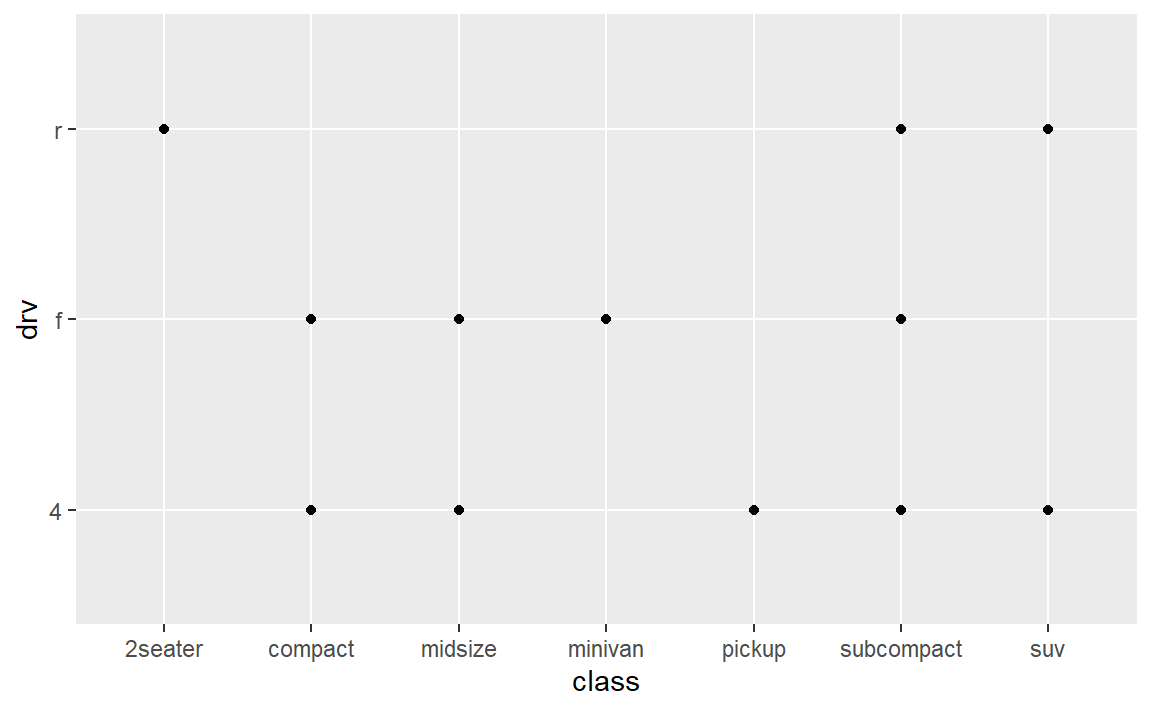 r
f
4
drv
2seater compact midsize minivan pickup subcompact suv
class